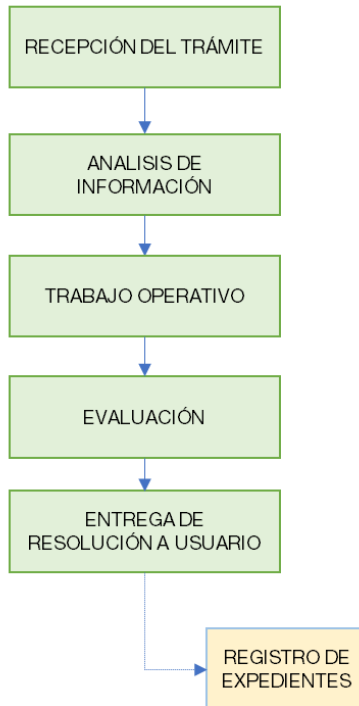 RECEPCIÓN DEL TRÁMITE
ANALISIS DE
INFORMACIÓN
TRABAJO OPERATIVO
EVALUACIÓN
ENTREGA DE
RESOLUCIÓN A USUARIO
REGISTRO DE
EXPEDIENTES